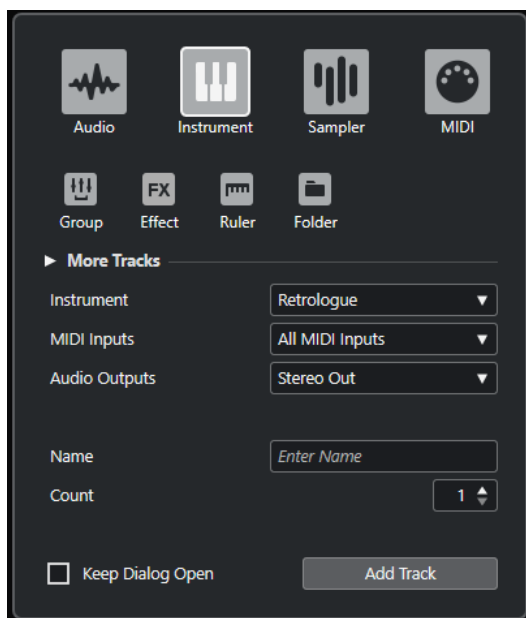 Audio Instrument Sampler MIDI
FX
Group Effect Ruler Folder
More Tracks
Instrument Retrologue
MIDI Inputs All MIDI Inputs
Audio Outputs Stereo Out
Name Enter Name
Count 1
Keep Dialog Open Add Track